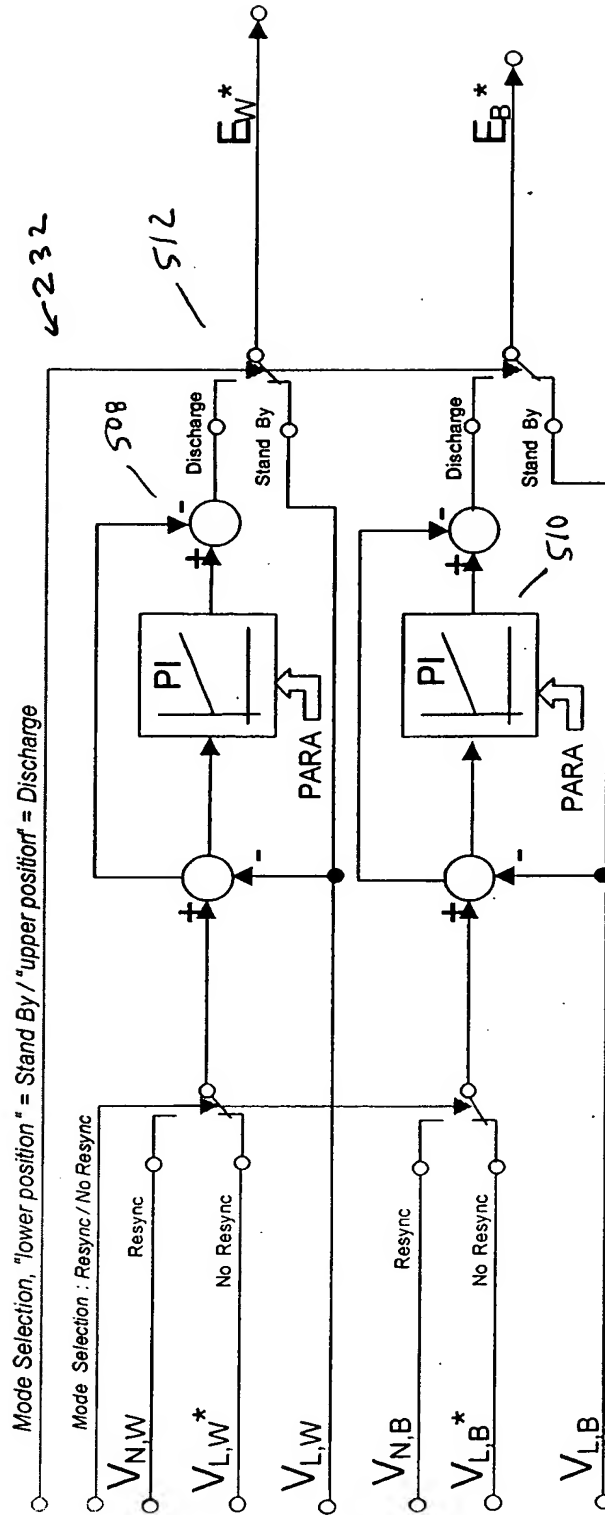 Mode Selection, "lower position" = Stand By / "upper position" = Discharge
232
Mode Selection : Resync / No Resync
512
508
V_N,W
Resync
V_L,W*
No Resync
V_L,W
+
-
PI
PARA
+
-
Discharge
Stand By
E_W*
V_N,B
Resync
V_L,B*
No Resync
V_L,B
+
-
PI
PARA
510
+
-
Discharge
Stand By
E_B*